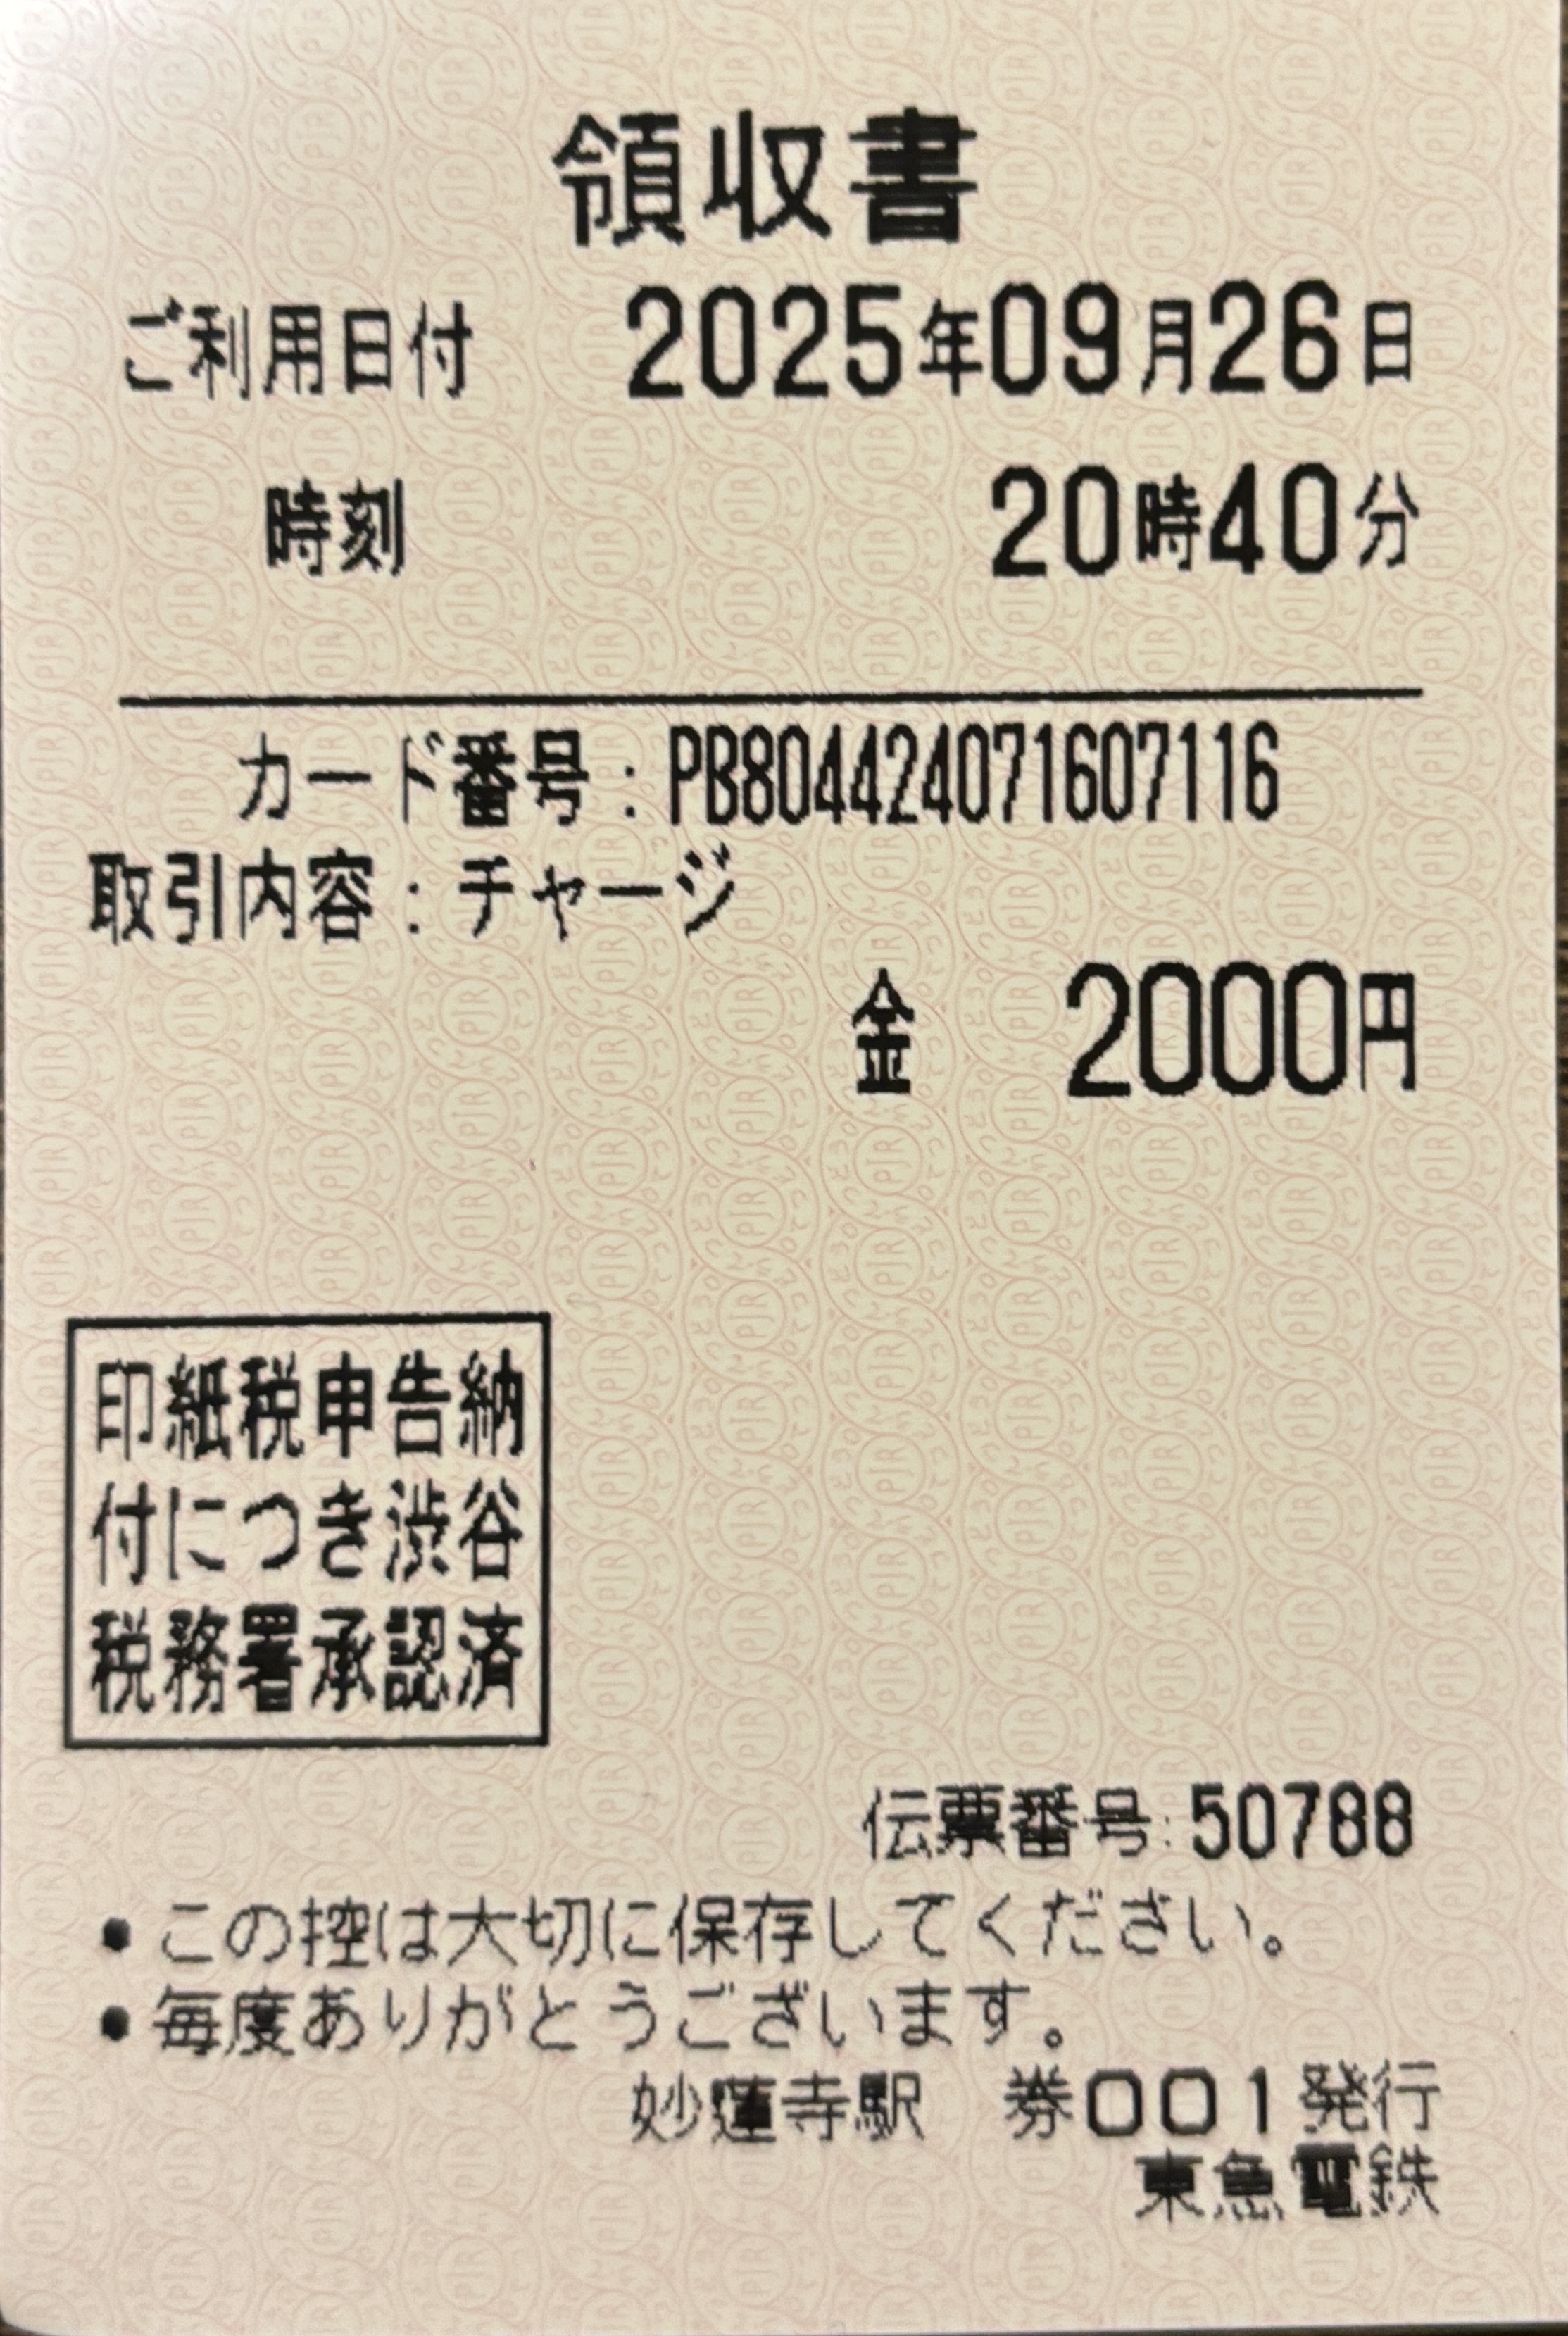 領収書
ご利用日付 2025年09月26日
時刻 20時40分
カード番号:PB804424071607116
取引内容:チャージ
金 2000円
印紙税申告納
付につき渋谷
税務署承認済
伝票番号:50788
•この控は大切に保存してください。
•毎度ありがとうございます。
妙蓮寺駅 券001発行
東急電鉄